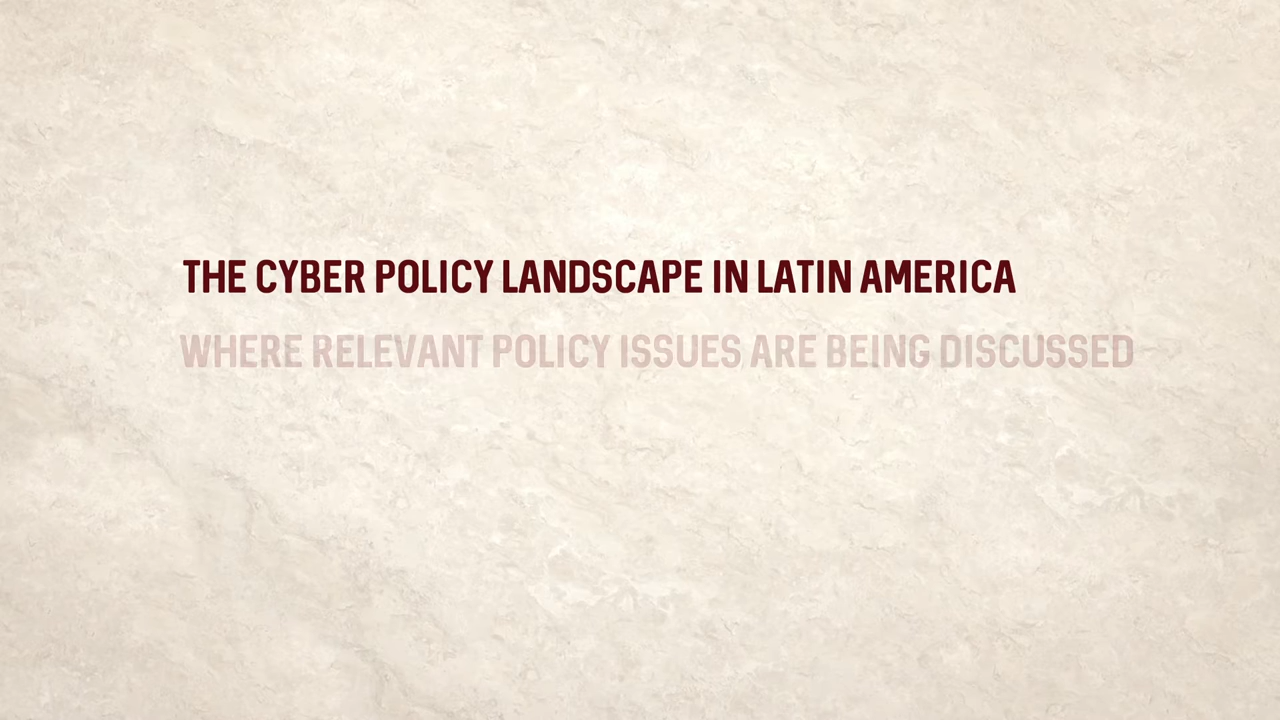 THE CYBER POLICY LANDSCAPE IN LATIN AMERICA
WHERE RELEVANT POLICY ISSUES ARE BEING DISCUSSED